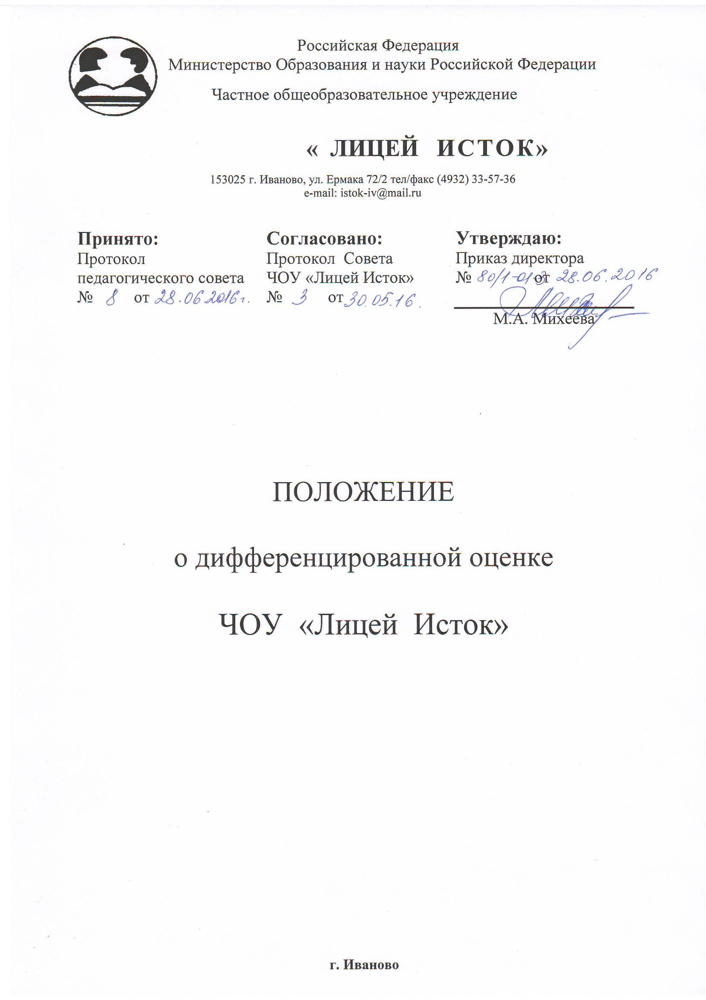 Российская Федерация
Министерство Образования и науки Российской Федерации
Частное общеобразовательное учреждение
« ЛИЦЕЙ ИСТОК»
153025 г. Иваново, ул. Ермака 72/2 тел/факс (4932) 33-57-36
e-mail: istok-iv@mail.ru
Принято:
Протокол
педагогического совета
№ 8 от 28.06.2016г.
Согласовано:
Протокол Совета
ЧОУ «Лицей Исток»
№ 3 от 30.05.16.
Утверждаю:
Приказ директора
№ 80/1-01-3 от 28.06.2016
М.А. Михеева
ПОЛОЖЕНИЕ
о дифференцированной оценке
ЧОУ «Лицей Исток»
г. Иваново